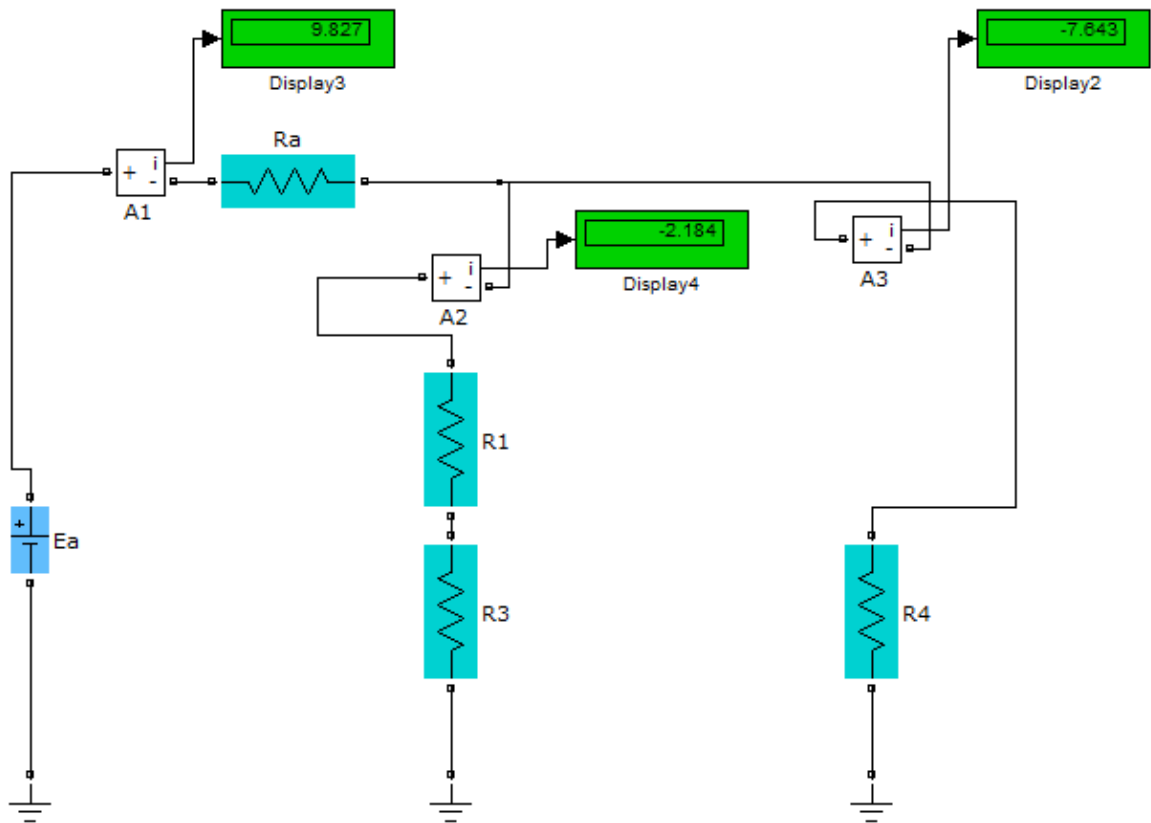 9.827
-7.643
Display3
Display2
Ra
+ i -
A1
-2.184
+ i -
A3
+ i -
Display4
A2
R1
+
Ea
R3
R4